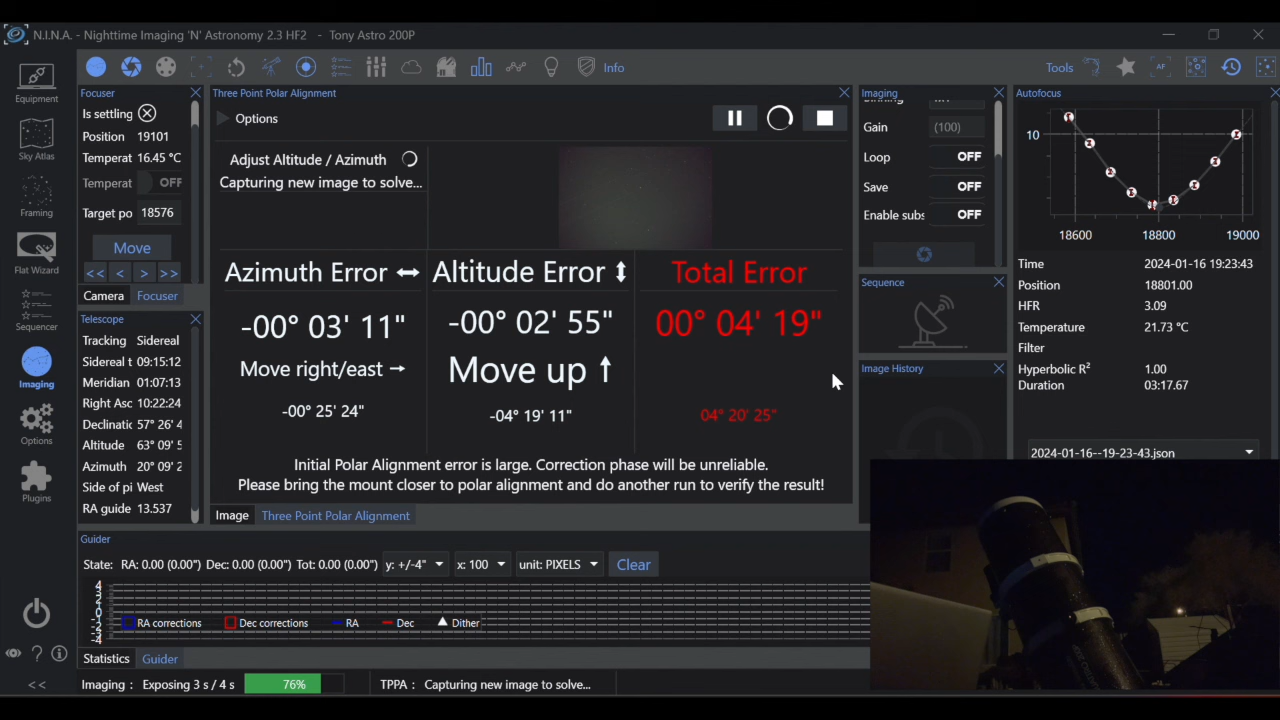 N.I.N.A. - Nighttime Imaging 'N' Astronomy 2.3 HF2 - Tony Astro 200P
Info
Tools
AF
Equipment
Sky Atlas
Framing
Flat Wizard
Sequencer
Imaging
Options
Plugins
<<
Focuser
Is settling
Position 19101
Temperat 16.45 °C
Temperat OFF
Target po 18576
Move
<< < > >>
Camera Focuser
Telescope
Tracking Sidereal
Sidereal t 09:15:12
Meridian 01:07:13
Right Asc 10:22:24
Declinatic 57° 26' 4
Altitude 63° 09' 5
Azimuth 20° 09' 2
Side of pi West
RA guide 13.537
Three Point Polar Alignment
Options
Adjust Altitude / Azimuth
Capturing new image to solve...
Azimuth Error ↔
-00° 03' 11"
Move right/east →
-00° 25' 24"
Altitude Error ↕
-00° 02' 55"
Move up ↑
-04° 19' 11"
Total Error
00° 04' 19"
04° 20' 25"
Initial Polar Alignment error is large. Correction phase will be unreliable.
Please bring the mount closer to polar alignment and do another run to verify the result!
Image Three Point Polar Alignment
Imaging
Gain (100)
Loop OFF
Save OFF
Enable subs OFF
Sequence
Image History
Autofocus
10
18600 18800 19000
Time 2024-01-16 19:23:43
Position 18801.00
HFR 3.09
Temperature 21.73 °C
Filter
Hyperbolic R² 1.00
Duration 03:17.67
2024-01-16--19-23-43.json
Guider
State: RA: 0.00 (0.00") Dec: 0.00 (0.00") Tot: 0.00 (0.00") y: +/-4" x: 100 unit: PIXELS Clear
4
3
2
1
0
-1
-2
-3
-4
RA corrections Dec corrections RA Dec Dither
Statistics Guider
Imaging : Exposing 3 s / 4 s 76% TPPA : Capturing new image to solve...